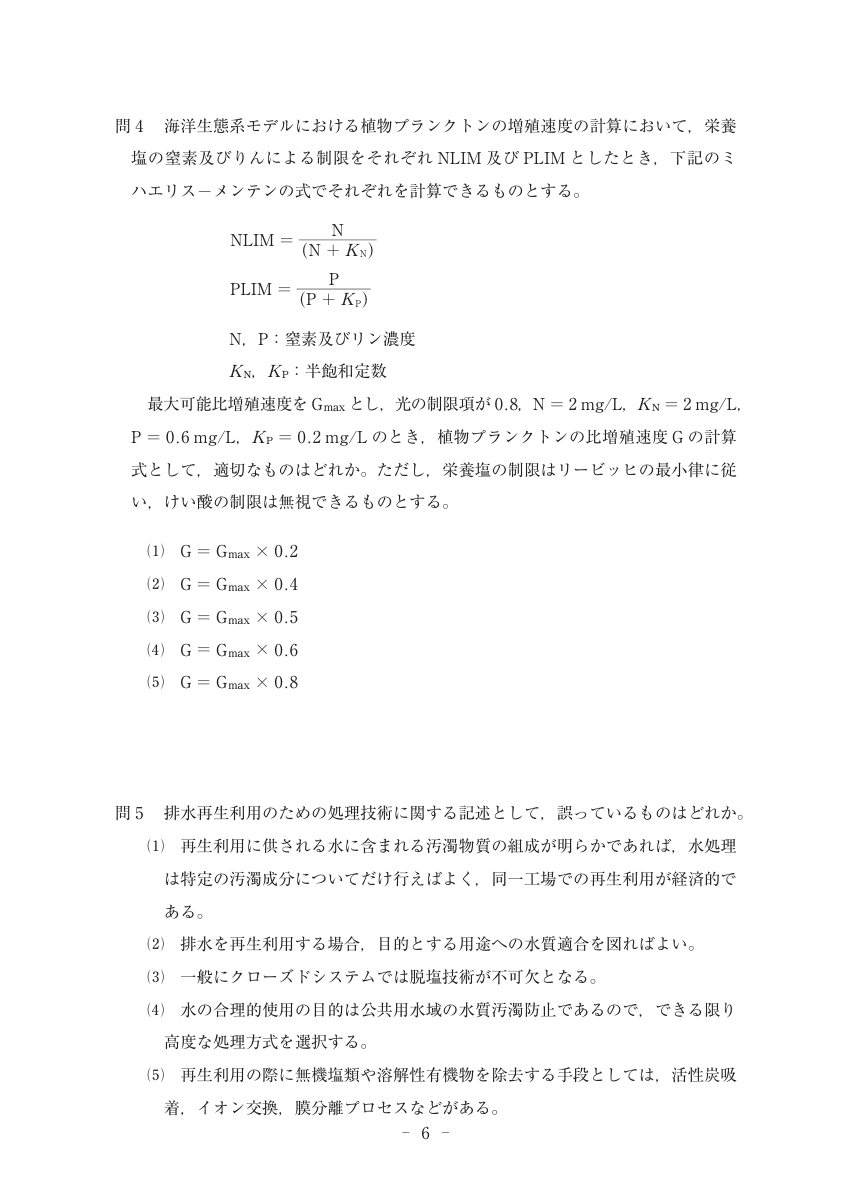 問4　海洋生態系モデルにおける植物プランクトンの増殖速度の計算において，栄養
塩の窒素及びりんによる制限をそれぞれ NLIM 及び PLIM としたとき，下記のミ
ハエリス－メンテンの式でそれぞれを計算できるものとする。
NLIM = N / (N + KN)
PLIM = P / (P + KP)
N，P：窒素及びリン濃度
KN，KP：半飽和定数
最大可能比増殖速度を Gmax とし，光の制限項が 0.8，N = 2 mg/L，KN = 2 mg/L，
P = 0.6 mg/L，KP = 0.2 mg/L のとき，植物プランクトンの比増殖速度 G の計算
式として，適切なものはどれか。ただし，栄養塩の制限はリービッヒの最小律に従
い，けい酸の制限は無視できるものとする。
⑴　G = Gmax × 0.2
⑵　G = Gmax × 0.4
⑶　G = Gmax × 0.5
⑷　G = Gmax × 0.6
⑸　G = Gmax × 0.8
問5　排水再生利用のための処理技術に関する記述として，誤っているものはどれか。
⑴　再生利用に供される水に含まれる汚濁物質の組成が明らかであれば，水処理
は特定の汚濁成分についてだけ行えばよく，同一工場での再生利用が経済的で
ある。
⑵　排水を再生利用する場合，目的とする用途への水質適合を図ればよい。
⑶　一般にクローズドシステムでは脱塩技術が不可欠となる。
⑷　水の合理的使用の目的は公共用水域の水質汚濁防止であるので，できる限り
高度な処理方式を選択する。
⑸　再生利用の際に無機塩類や溶解性有機物を除去する手段としては，活性炭吸
着，イオン交換，膜分離プロセスなどがある。
－ 6 －